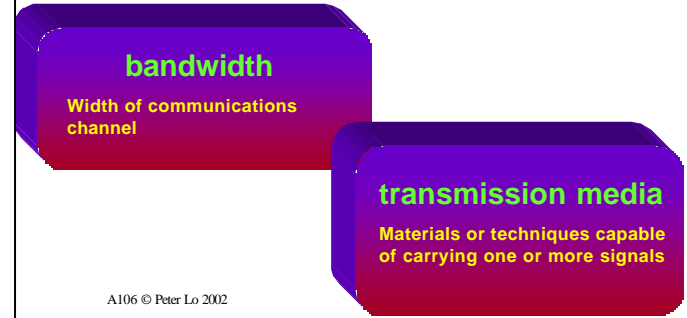 bandwidth
Width of communications
channel
transmission media
Materials or techniques capable
of carrying one or more signals
A106 © Peter Lo 2002